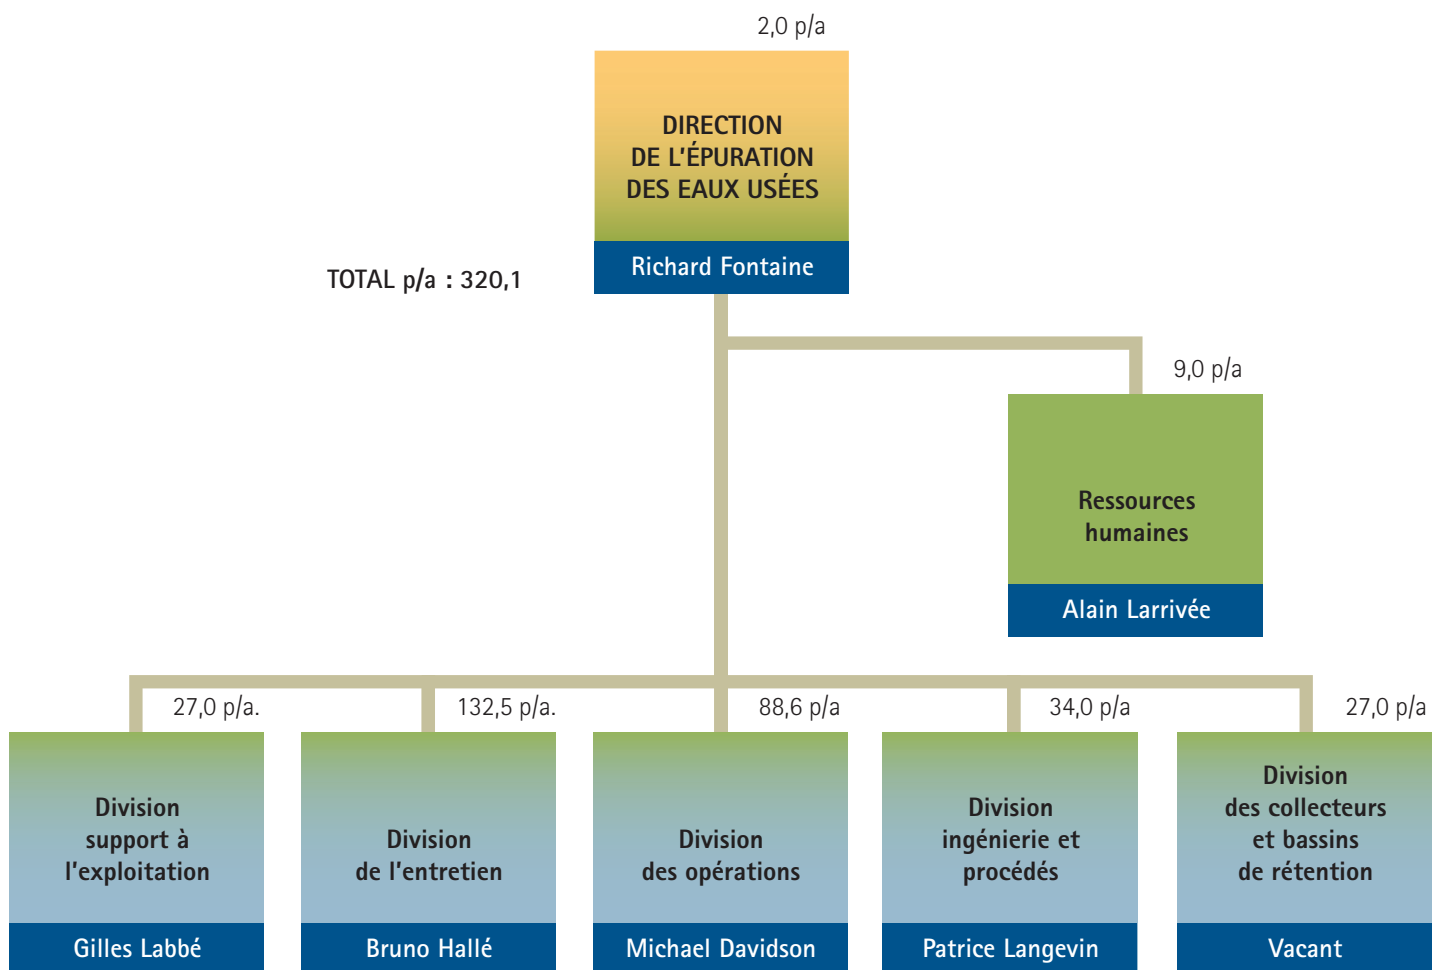 2,0 p/a
DIRECTION
DE L'ÉPURATION
DES EAUX USÉES
Richard Fontaine
TOTAL p/a : 320,1
9,0 p/a
Ressources
humaines
Alain Larrivée
27,0 p/a.
Division
support à
l'exploitation
Gilles Labbé
132,5 p/a.
Division
de l'entretien
Bruno Hallé
88,6 p/a
Division
des opérations
Michael Davidson
34,0 p/a
Division
ingénierie et
procédés
Patrice Langevin
27,0 p/a
Division
des collecteurs
et bassins
de rétention
Vacant